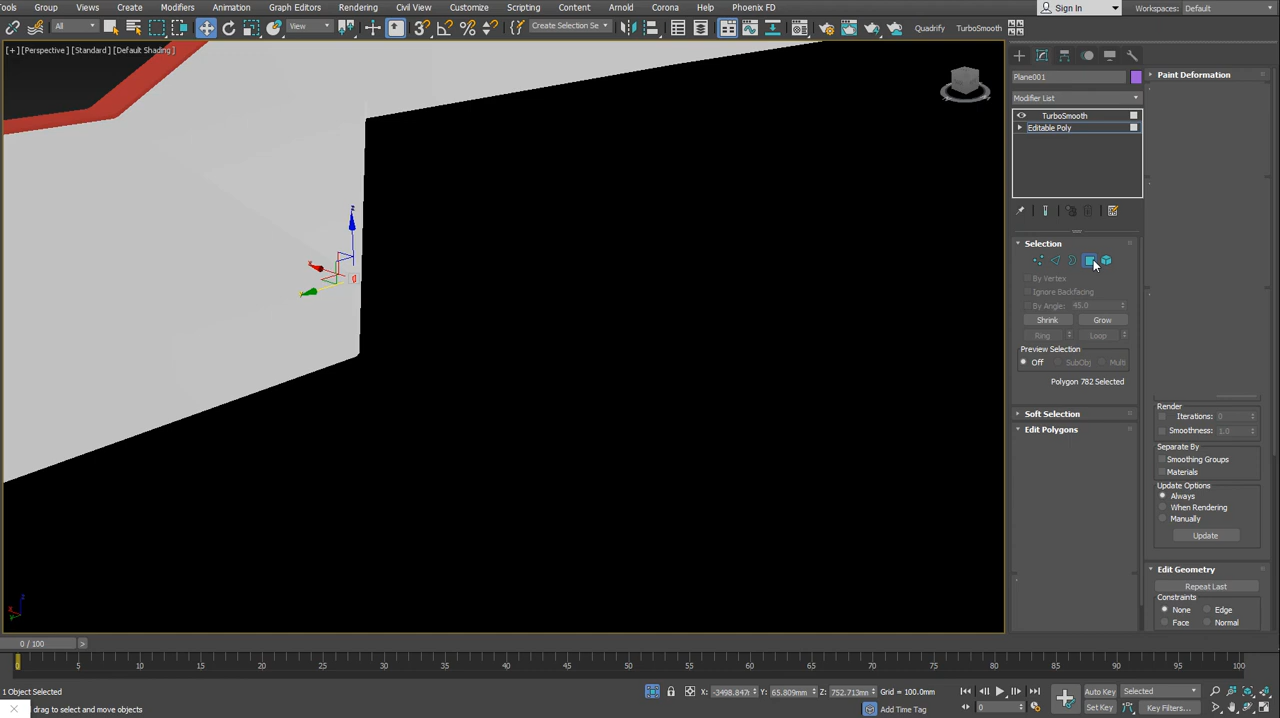 Tools Group Views Create Modifiers Animation Graph Editors Rendering Civil View Customize Scripting Content Arnold Corona Help Phoenix FD Sign In Workspaces: Default
All View Create Selection Se Quadrify TurboSmooth
[+] [Perspective] [Standard] [Default Shading]
Paint Deformation
Plane001
Modifier List
TurboSmooth
Editable Poly
Selection
By Vertex
Ignore Backfacing
By Angle: 45.0
Shrink Grow
Ring Loop
Preview Selection
Off SubObj Multi
Polygon 782 Selected
Soft Selection
Edit Polygons
Render
Iterations: 0
Smoothness: 1.0
Separate By
Smoothing Groups
Materials
Update Options
Always
When Rendering
Manually
Update
Edit Geometry
Repeat Last
Constraints
None Edge
Face Normal
z
x
y
0 / 100 >
0 5 10 15 20 25 30 35 40 45 50 55 60 65 70 75 80 85 90 95 100
1 Object Selected X: -3498.847 Y: 65.809mm Z: 752.713mm Grid = 100.0mm Auto Key Selected
drag to select and move objects Add Time Tag 0 Set Key Key Filters...